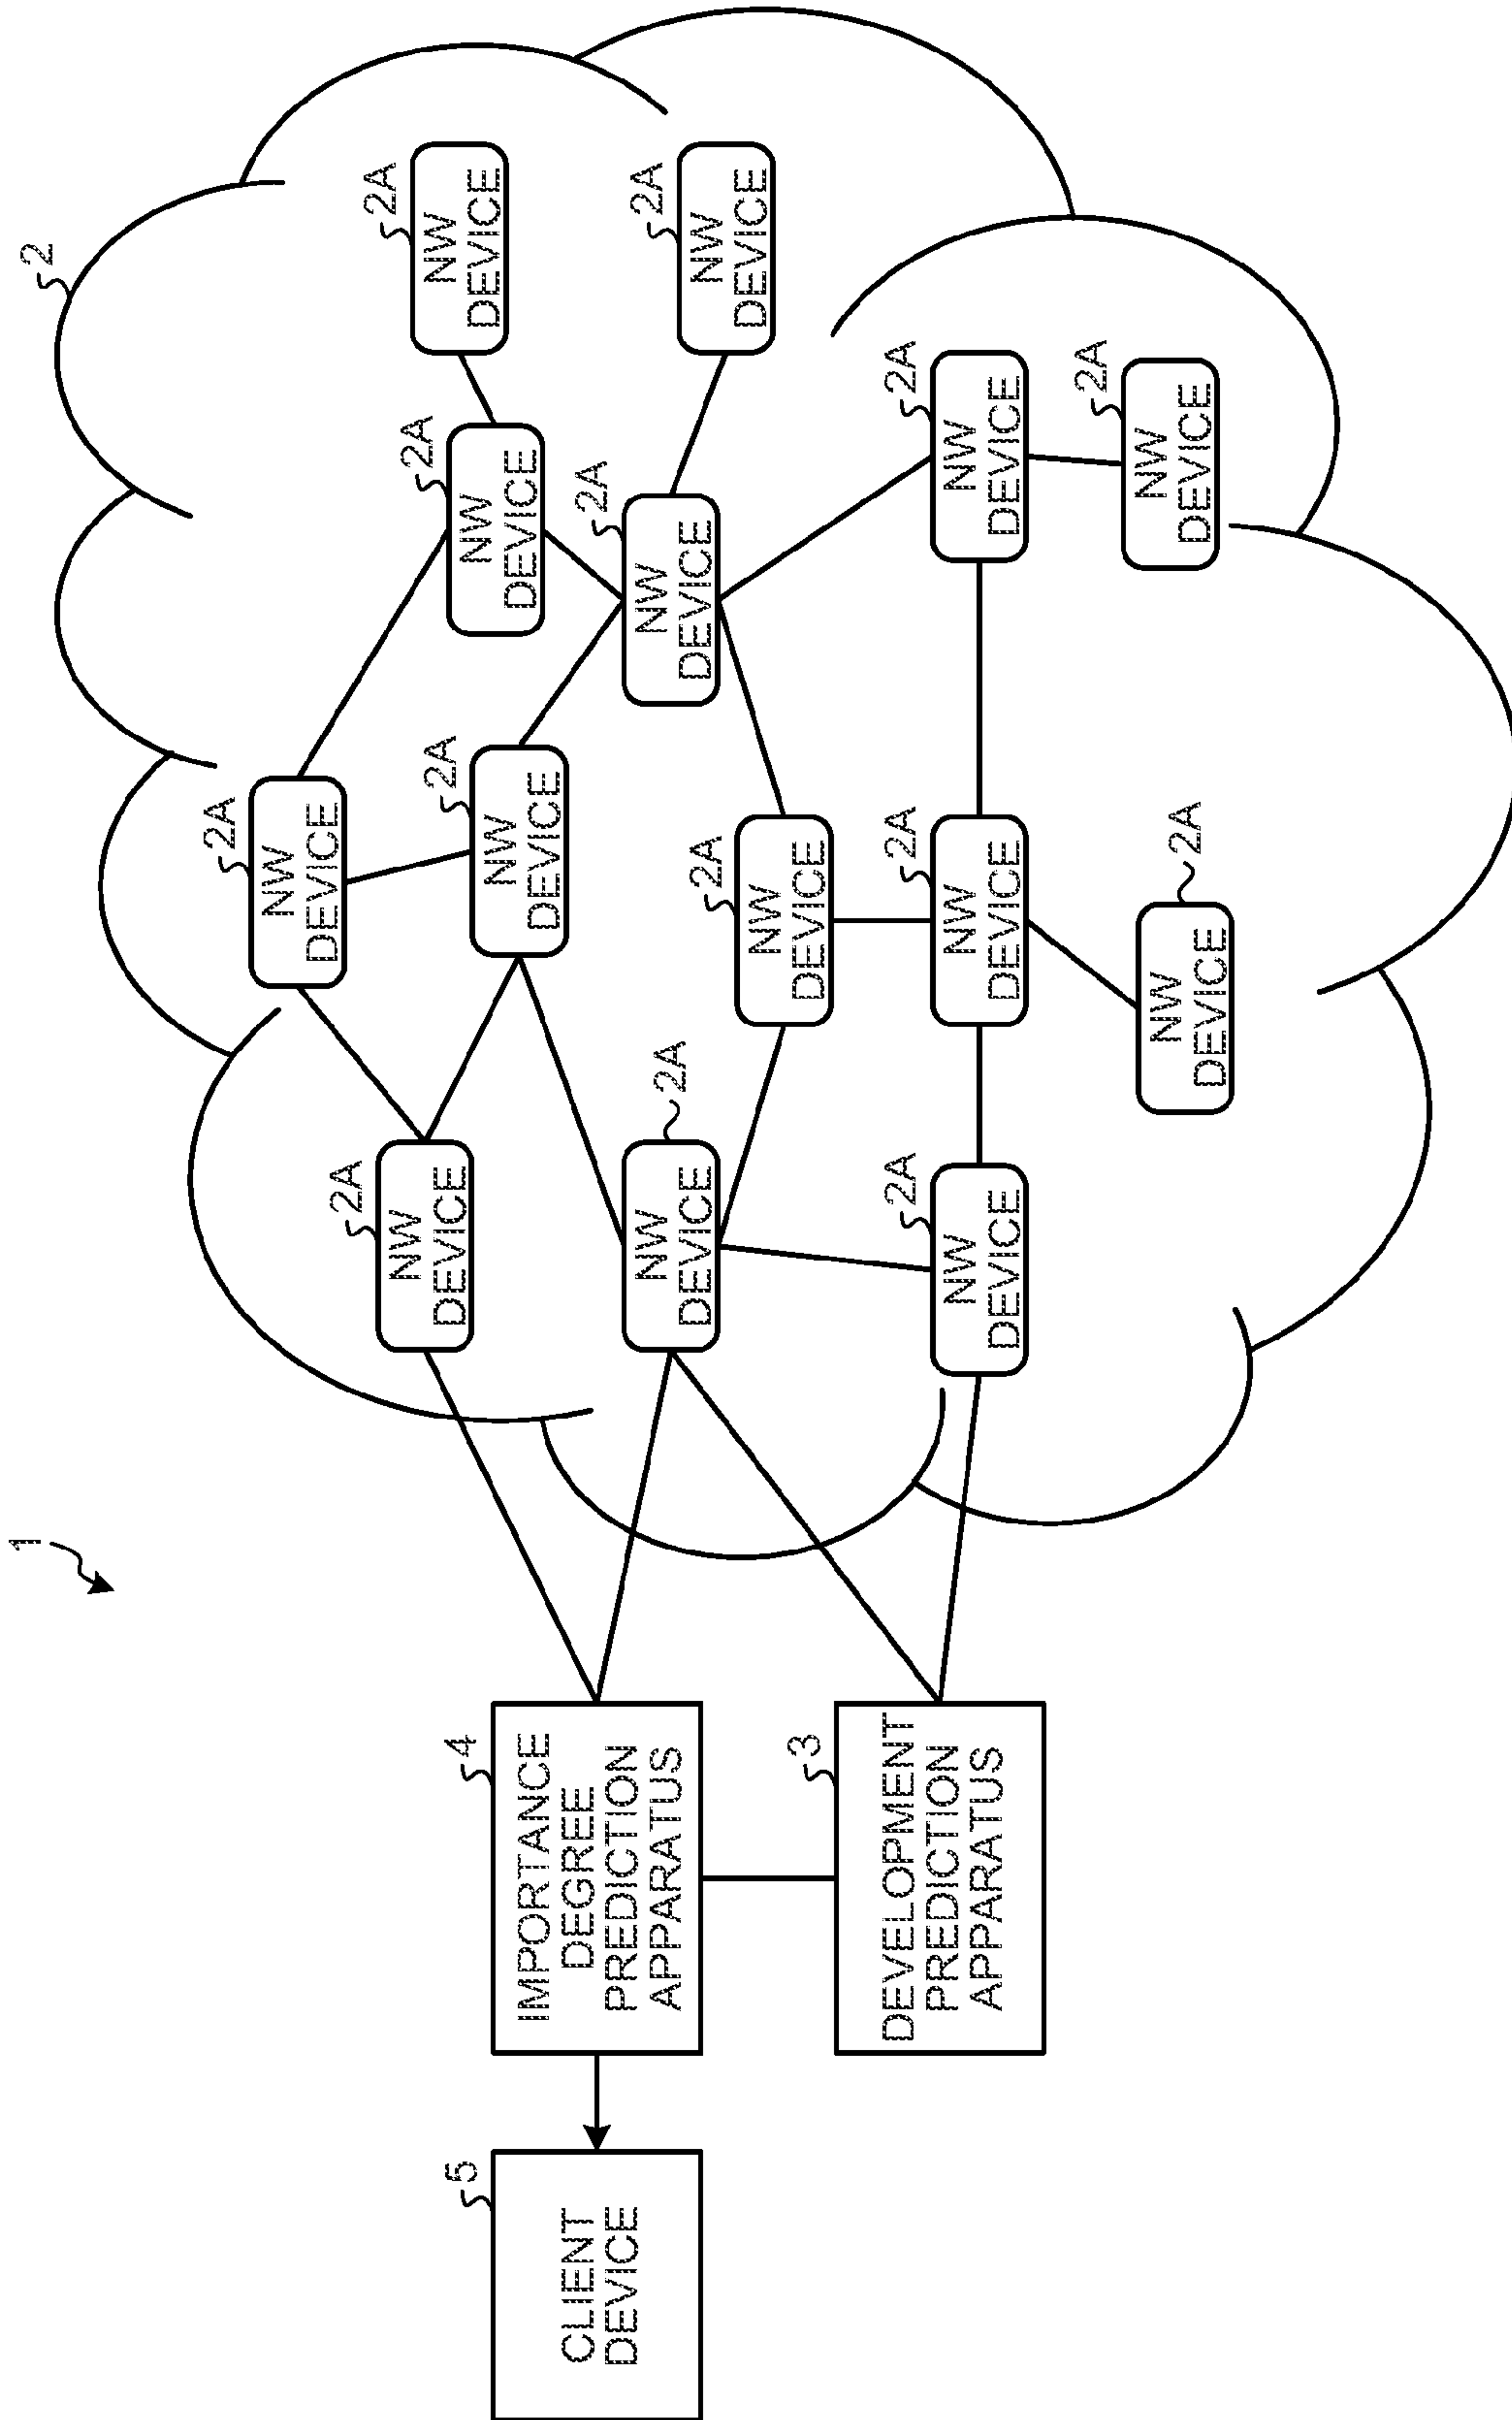 1
2
2A
NW
DEVICE
2A
NW
DEVICE
2A
NW
DEVICE
2A
NW
DEVICE
2A
NW
DEVICE
5
CLIENT
DEVICE
4
IMPORTANCE
DEGREE
PREDICTION
APPARATUS
2A
NW
DEVICE
2A
NW
DEVICE
2A
NW
DEVICE
2A
NW
DEVICE
3
DEVELOPMENT
PREDICTION
APPARATUS
2A
NW
DEVICE
2A
NW
DEVICE
2A
NW
DEVICE
2A
NW
DEVICE
2A
NW
DEVICE